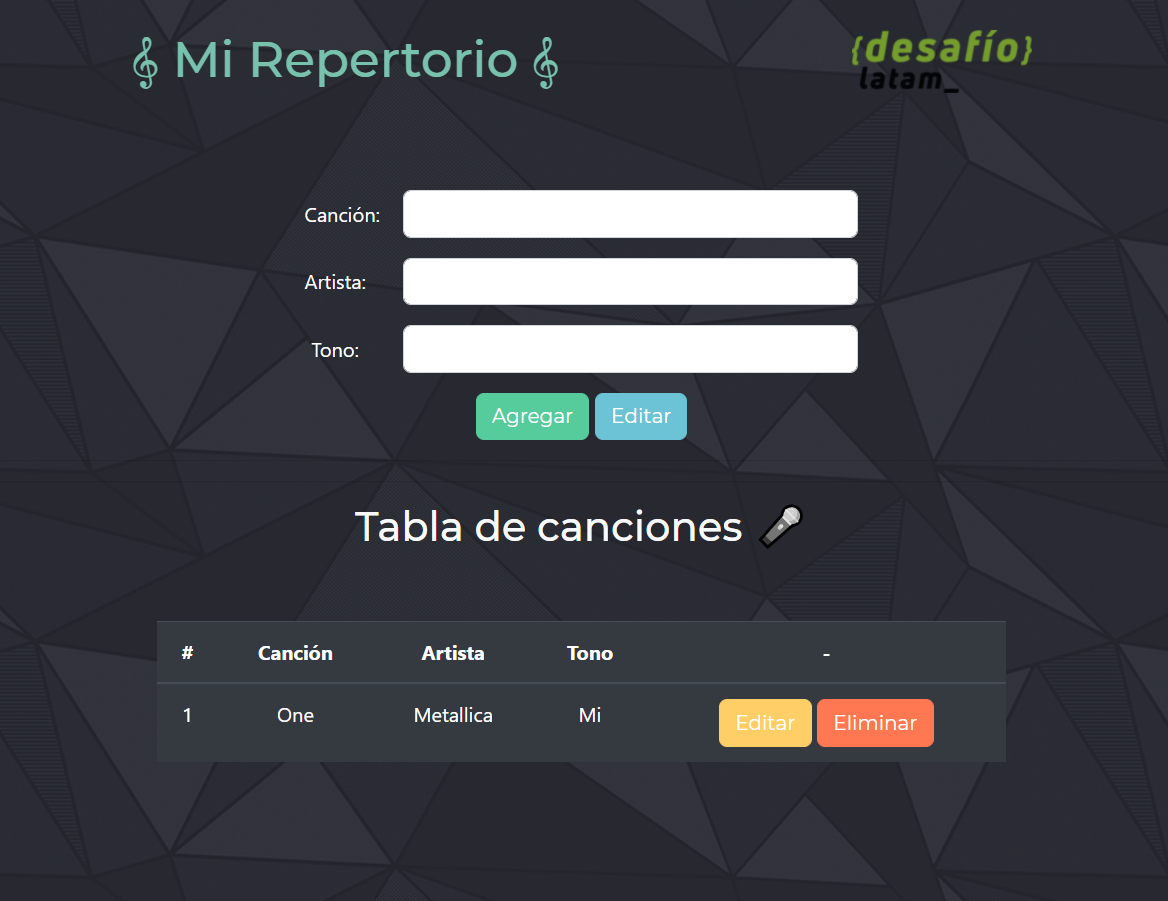 𝄞 Mi Repertorio 𝄞
{desafío}
latam_
Canción:
Artista:
Tono:
Agregar Editar
Tabla de canciones 🎤
# Canción Artista Tono -
1 One Metallica Mi Editar Eliminar